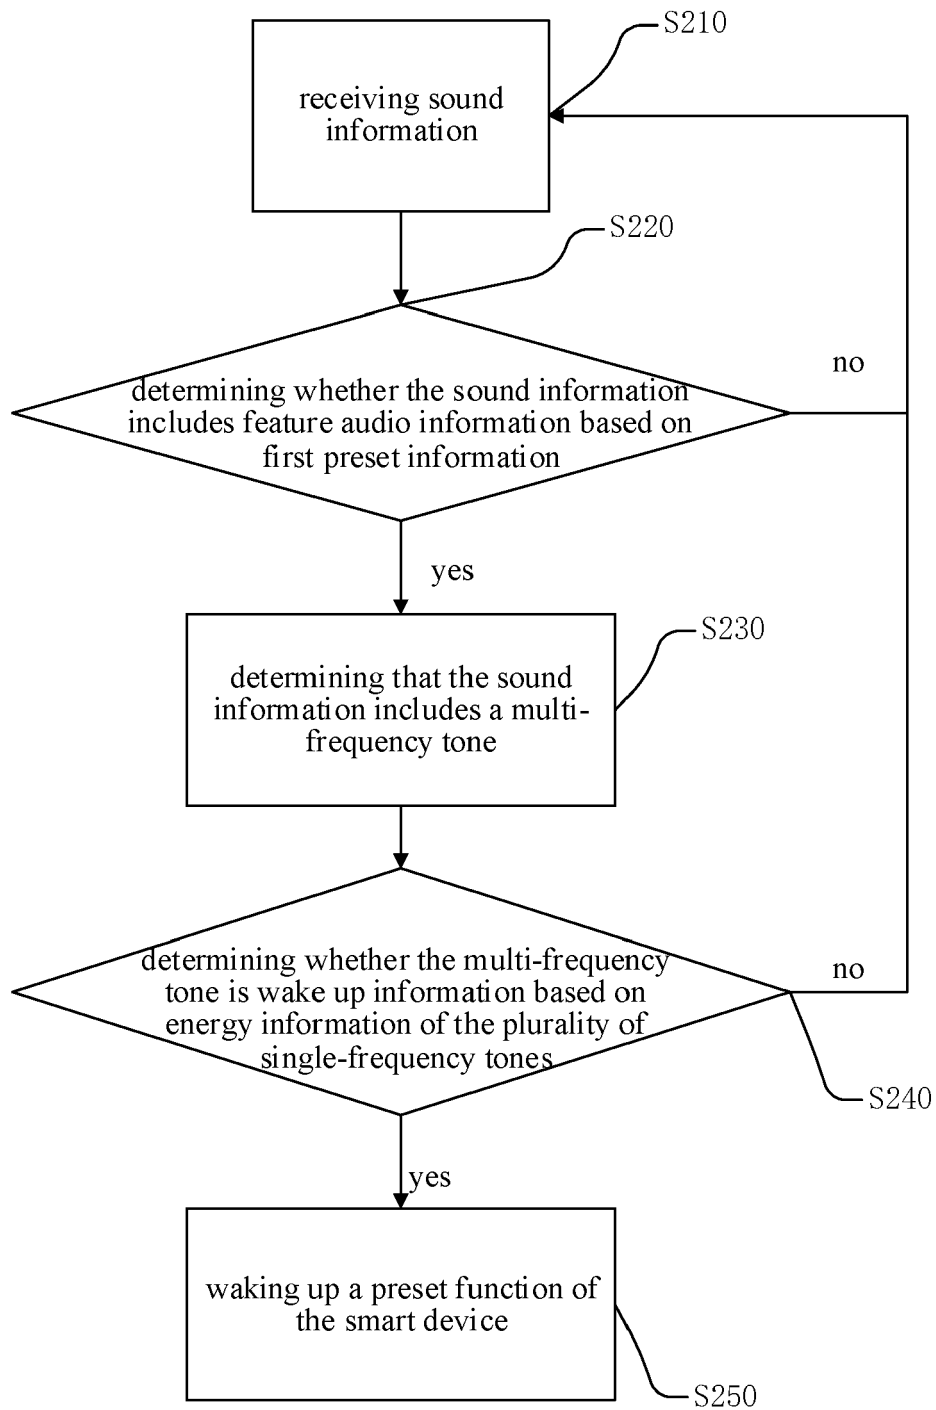 S210
receiving sound
information
S220
no
determining whether the sound information
includes feature audio information based on
first preset information
yes
S230
determining that the sound
information includes a multi-
frequency tone
no
determining whether the multi-frequency
tone is wake up information based on
energy information of the plurality of
single-frequency tones
S240
yes
waking up a preset function of
the smart device
S250